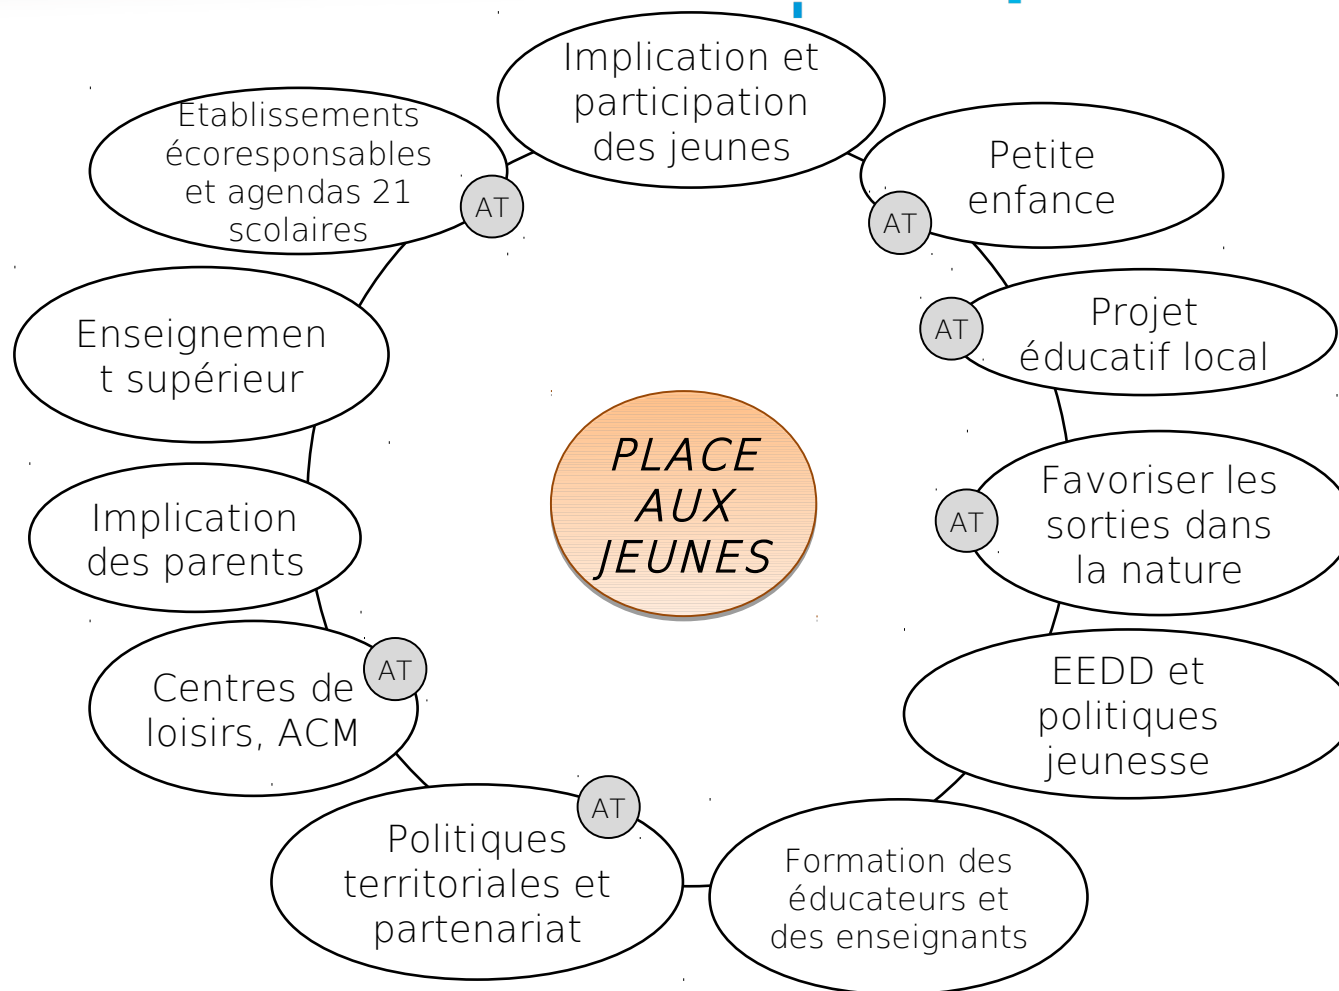 Implication et
participation
des jeunes
Petite
enfance
AT
Projet
éducatif local
AT
Favoriser les
sorties dans
la nature
AT
EEDD et
politiques
jeunesse
Formation des
éducateurs et
des enseignants
Politiques
territoriales et
partenariat
AT
Centres de
loisirs, ACM
AT
Implication
des parents
Enseignemen
t supérieur
Etablissements
écoresponsables
et agendas 21
scolaires
AT
PLACE
AUX
JEUNES